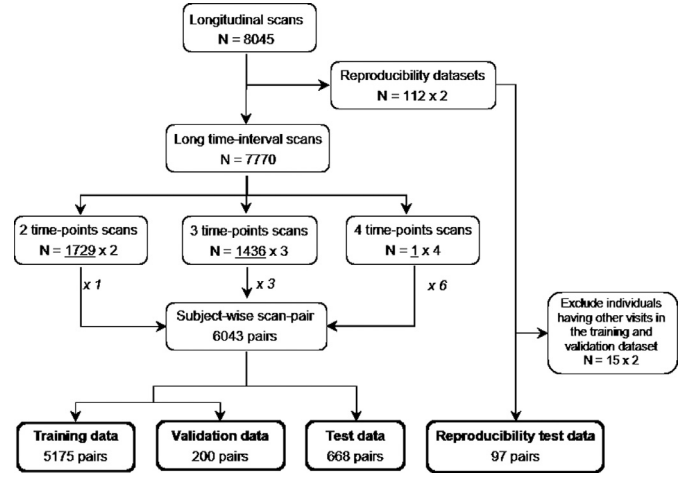 Longitudinal scans
N = 8045
Reproducibility datasets
N = 112 x 2
Long time-interval scans
N = 7770
2 time-points scans
N = 1729 x 2
3 time-points scans
N = 1436 x 3
4 time-points scans
N = 1 x 4
x 1
x 3
x 6
Subject-wise scan-pair
6043 pairs
Exclude individuals
having other visits in
the training and
validation dataset
N = 15 x 2
Training data
5175 pairs
Validation data
200 pairs
Test data
668 pairs
Reproducibility test data
97 pairs